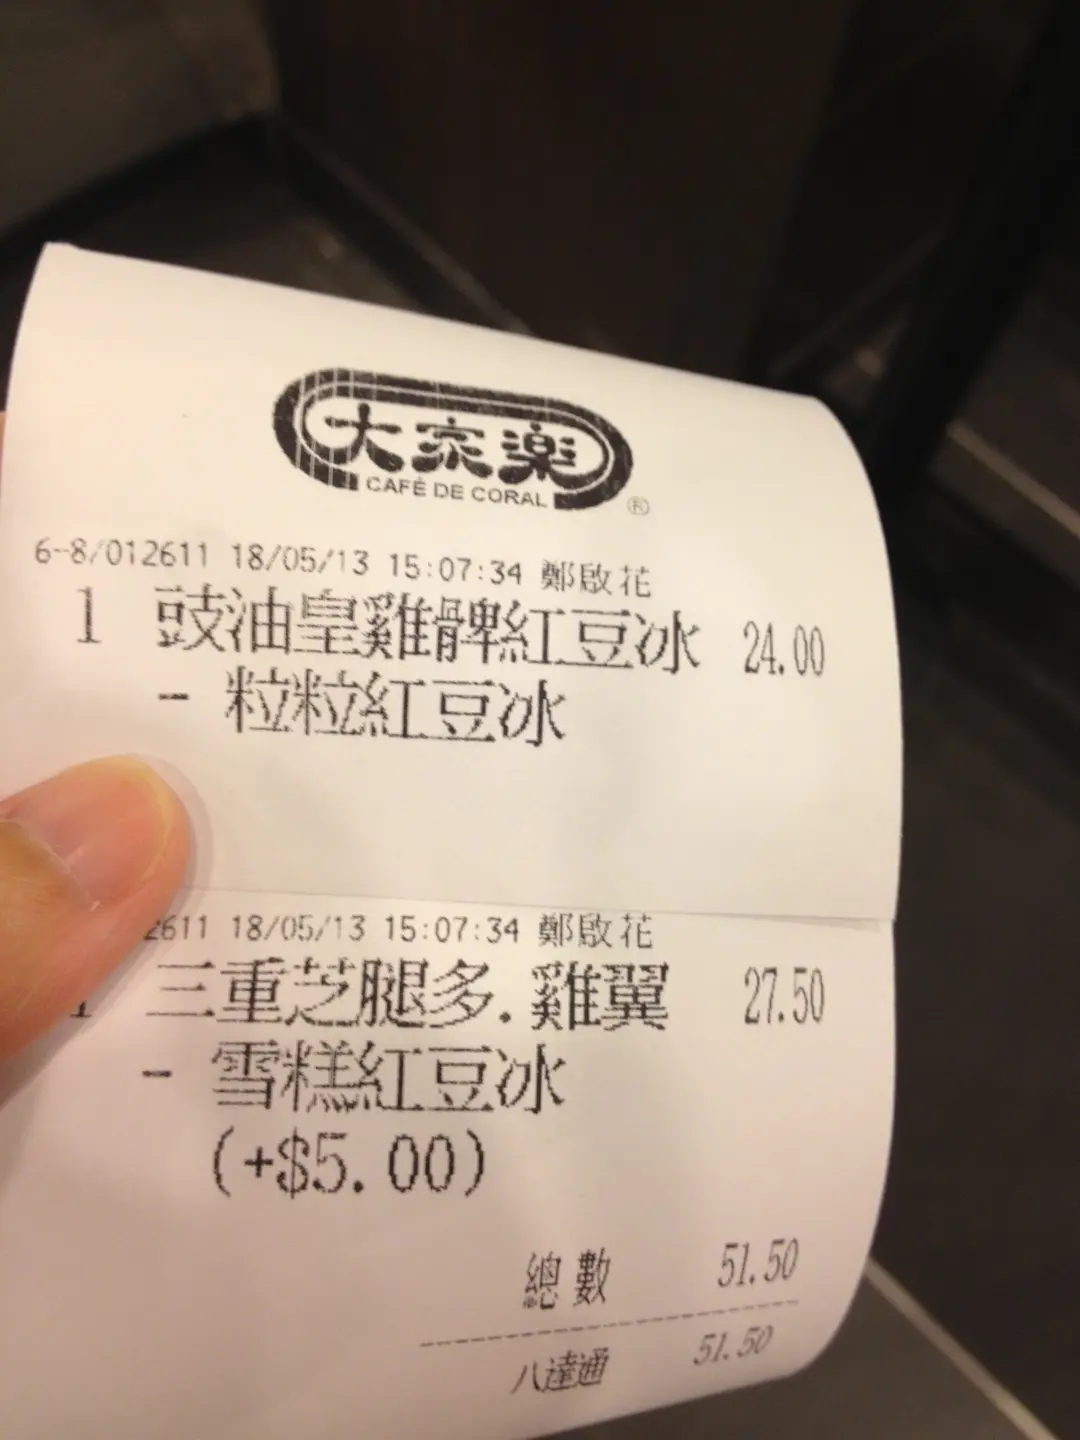 大家楽
CAFÉ DE CORAL ®
6--8/012611 18/05/13 15:07:34 鄭啟花
1 豉油皇雞髀紅豆冰 24.00
- 粒粒紅豆冰
2611 18/05/13 15:07:34 鄭啟花
1 三重芝腿多.雞翼 27.50
- 雪糕紅豆冰
(+$5.00)
總數 51.50
八達通 51.50